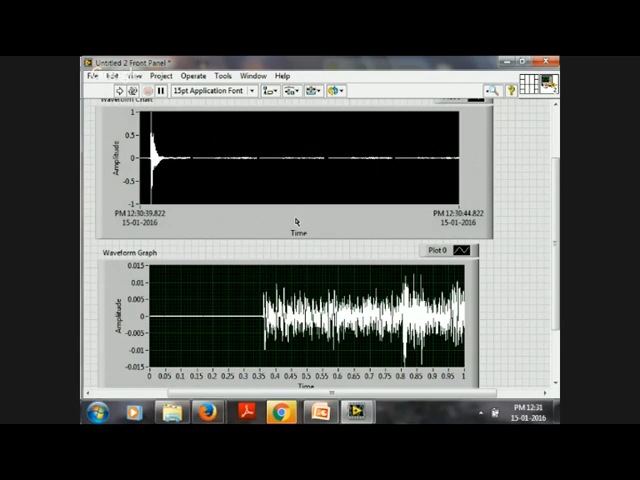 Untitled 2 Front Panel *
File Edit View Project Operate Tools Window Help
15pt Application Font
Waveform Chart
Amplitude
1
0.5
0
-0.5
-1
PM 12:30:39.822
15-01-2016
PM 12:30:44.822
15-01-2016
Time
Waveform Graph
Plot 0
Amplitude
0.015
0.01
0.005
0
-0.005
-0.01
-0.015
0 0.05 0.1 0.15 0.2 0.25 0.3 0.35 0.4 0.45 0.5 0.55 0.6 0.65 0.7 0.75 0.8 0.85 0.9 0.95 1
Time
PM 12:31
15-01-2016